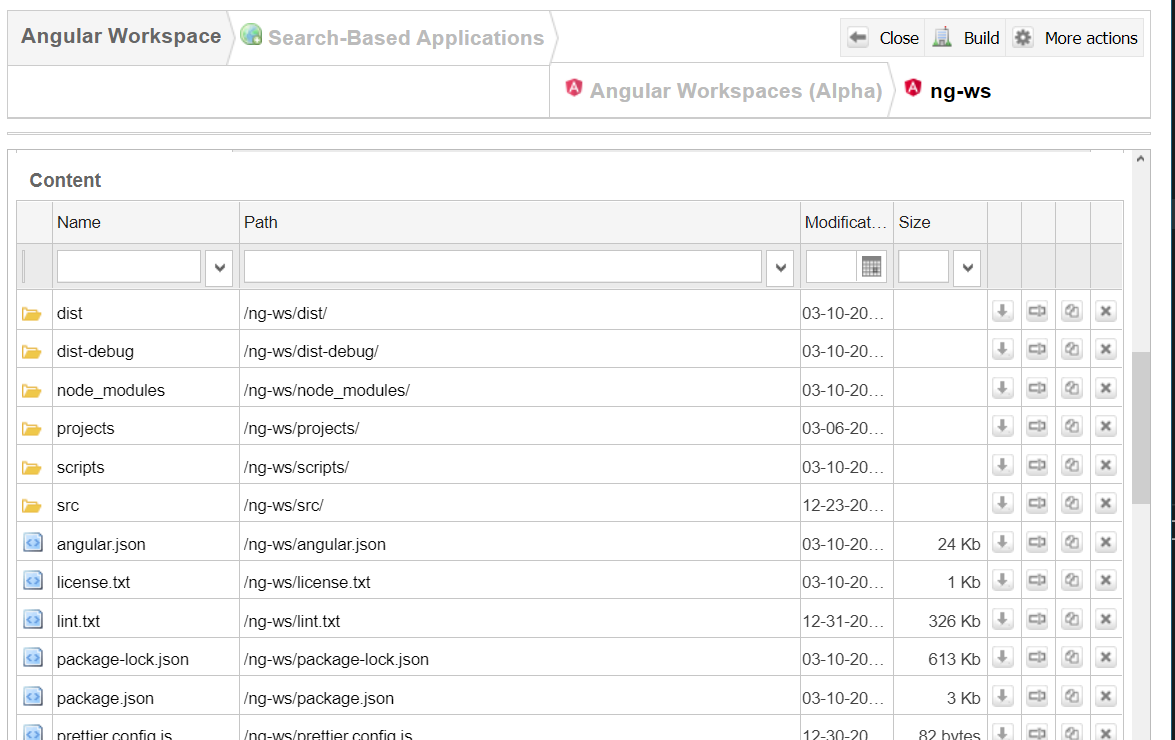 Angular Workspace Search-Based Applications Close Build More actions
Angular Workspaces (Alpha) ng-ws
Content
Name Path Modificat... Size
dist /ng-ws/dist/ 03-10-20...
dist-debug /ng-ws/dist-debug/ 03-10-20...
node_modules /ng-ws/node_modules/ 03-10-20...
projects /ng-ws/projects/ 03-06-20...
scripts /ng-ws/scripts/ 03-10-20...
src /ng-ws/src/ 12-23-20...
angular.json /ng-ws/angular.json 03-10-20... 24 Kb
license.txt /ng-ws/license.txt 03-10-20... 1 Kb
lint.txt /ng-ws/lint.txt 12-31-20... 326 Kb
package-lock.json /ng-ws/package-lock.json 03-10-20... 613 Kb
package.json /ng-ws/package.json 03-10-20... 3 Kb
prettier.config.js /ng-ws/prettier.config.js 12-30-20... 82 bytes